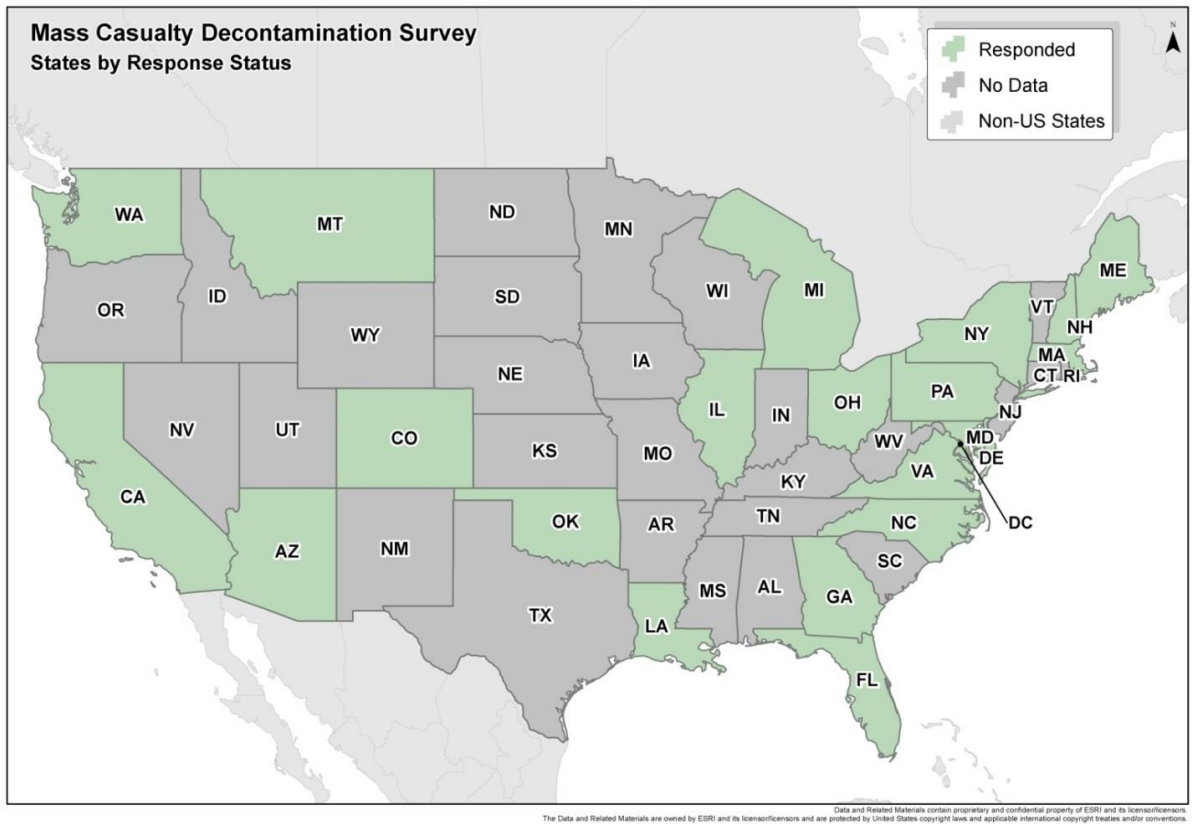 Mass Casualty Decontamination Survey
States by Response Status
N
Responded
No Data
Non-US States
WA
MT
ND
MN
ME
OR
ID
SD
WI
MI
VT
NH
NY
WY
MA
IA
CT RI
NE
PA
OH
NJ
IL
IN
NV
UT
CO
MD
WV
KS
MO
DE
VA
KY
CA
TN
NC
DC
OK
AR
AZ
NM
SC
MS
AL
GA
TX
LA
FL
Data and Related Materials contain proprietary and confidential property of ESRI and its licensor/licensors.
The Data and Related Materials are owned by ESRI and its licensor/licensors and are protected by United States copyright laws and applicable international copyright treaties and/or conventions.